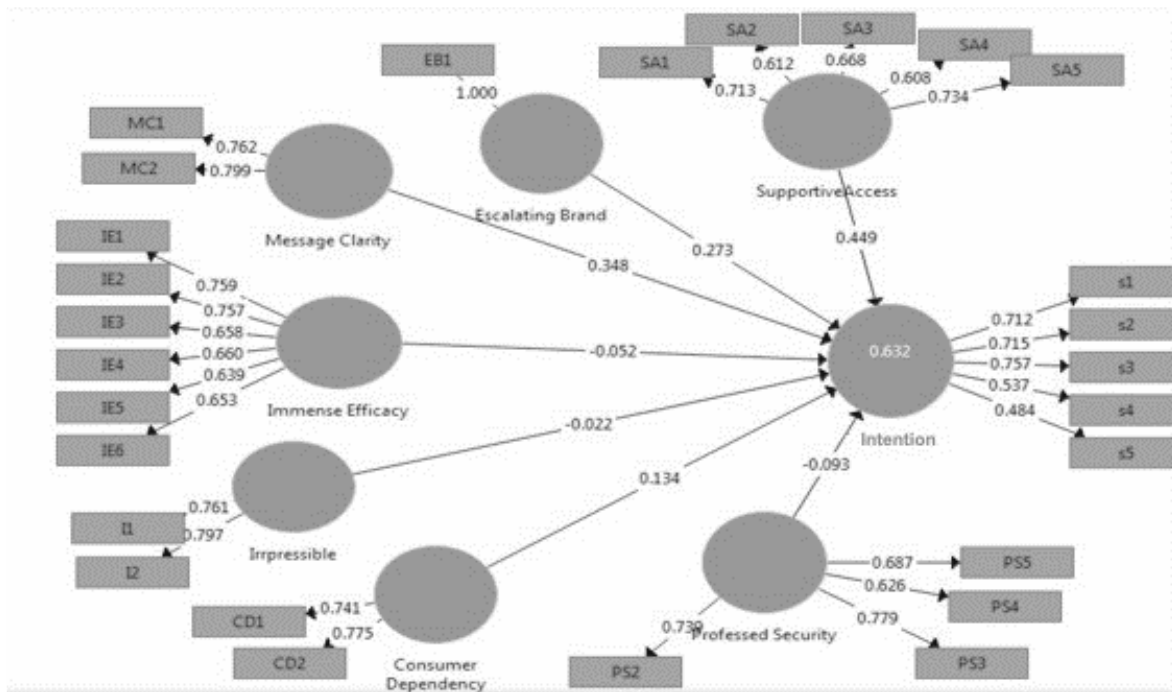 SA2
SA3
SA1
SA4
SA5
EB1
0.612
0.668
0.608
0.713
0.734
1.000
MC1
MC2
0.762
0.799
Message Clarity
Escalating Brand
SupportiveAccess
0.348
0.273
0.449
IE1
IE2
IE3
IE4
IE5
IE6
0.759
0.757
0.658
0.660
0.639
0.653
Immense Efficacy
-0.052
0.632
Intention
s1
s2
s3
s4
s5
0.712
0.715
0.757
0.537
0.484
-0.022
0.134
-0.093
I1
I2
0.761
0.797
Irrpressible
CD1
CD2
0.741
0.775
Consumer
Dependency
Professed Security
0.687
0.626
0.779
0.739
PS5
PS4
PS3
PS2